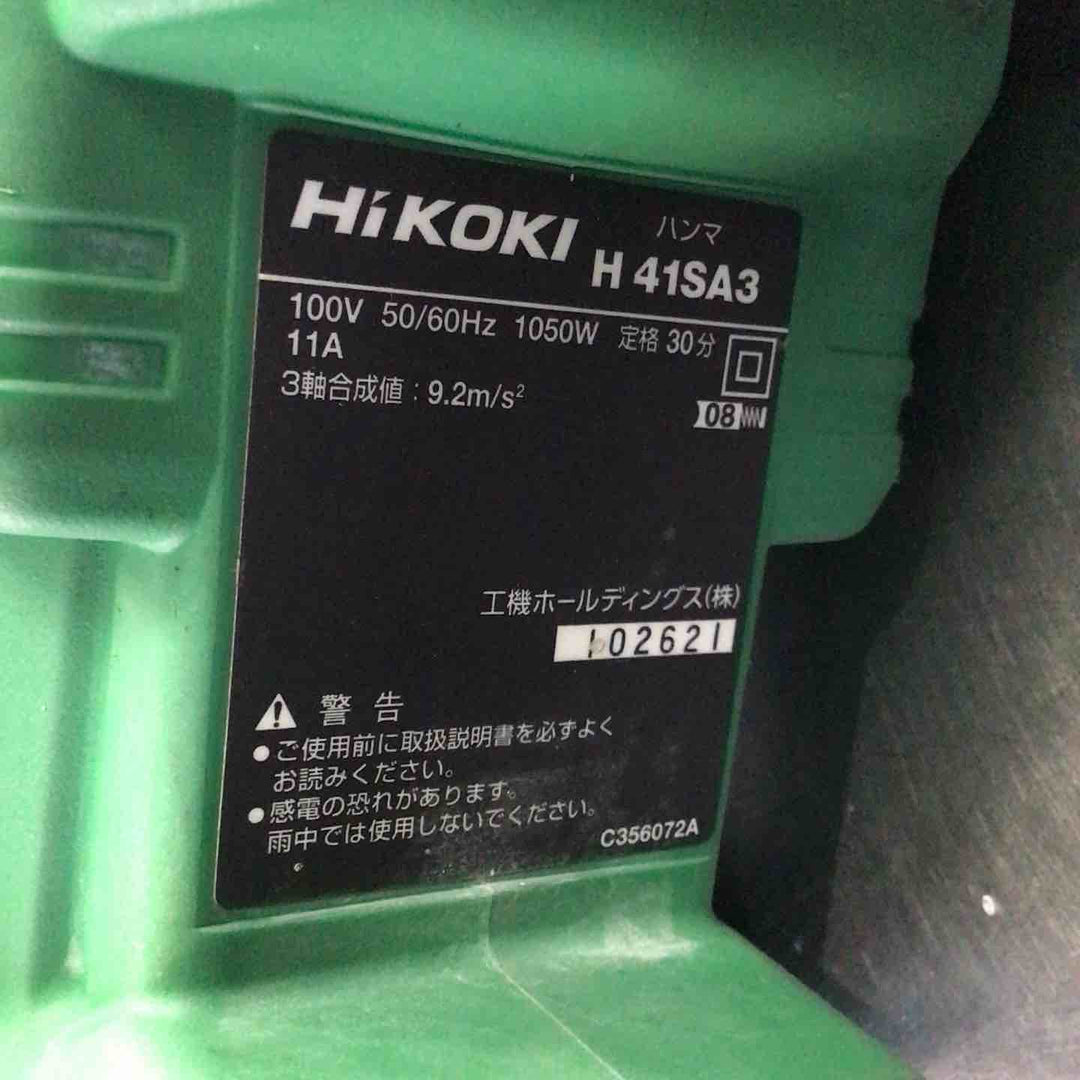 HiKOKI
ハンマ
H 41SA3
100V 50/60Hz 1050W 定格 30分
11A
3軸合成値：9.2m/s²
08
工機ホールディングス(株)
102621
警告
●ご使用前に取扱説明書を必ずよく
お読みください。
●感電の恐れがあります。
雨中では使用しないでください。
C356072A